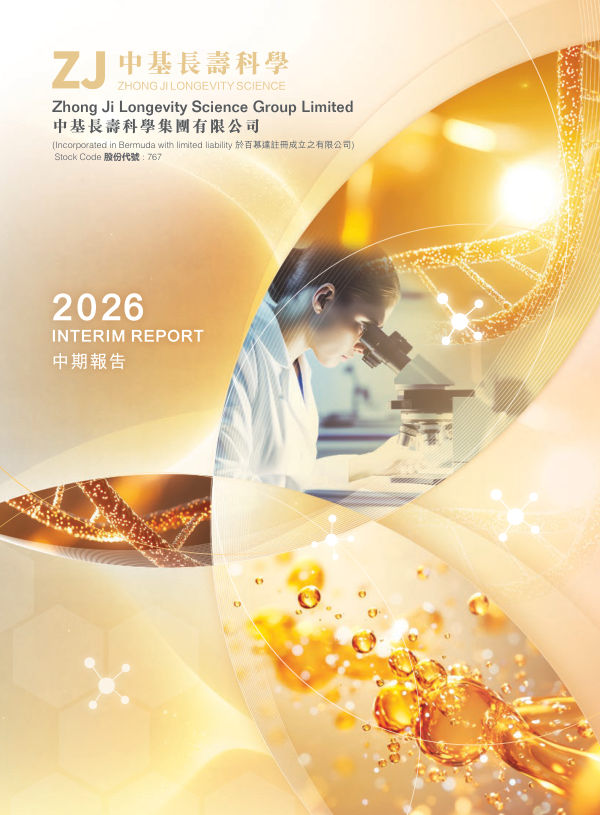 ZJ 中基長壽科學
ZHONG JI LONGEVITY SCIENCE
Zhong Ji Longevity Science Group Limited
中基長壽科學集團有限公司
(Incorporated in Bermuda with limited liability 於百慕達註冊成立之有限公司)
Stock Code 股份代號 : 767
2026
INTERIM REPORT
中期報告